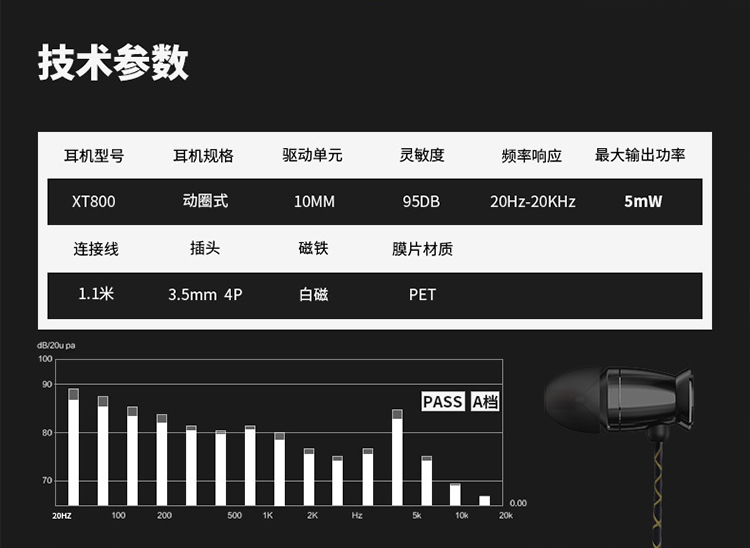 技术参数
耳机型号 耳机规格 驱动单元 灵敏度 频率响应 最大输出功率
XT800 动圈式 10MM 95DB 20Hz-20KHz 5mW
连接线 插头 磁铁 膜片材质
1.1米 3.5mm 4P 白磁 PET
dB/20u pa
100
90
PASS A档
80
70
0.00
20HZ 100 200 500 1K 2K Hz 5k 10k 20k